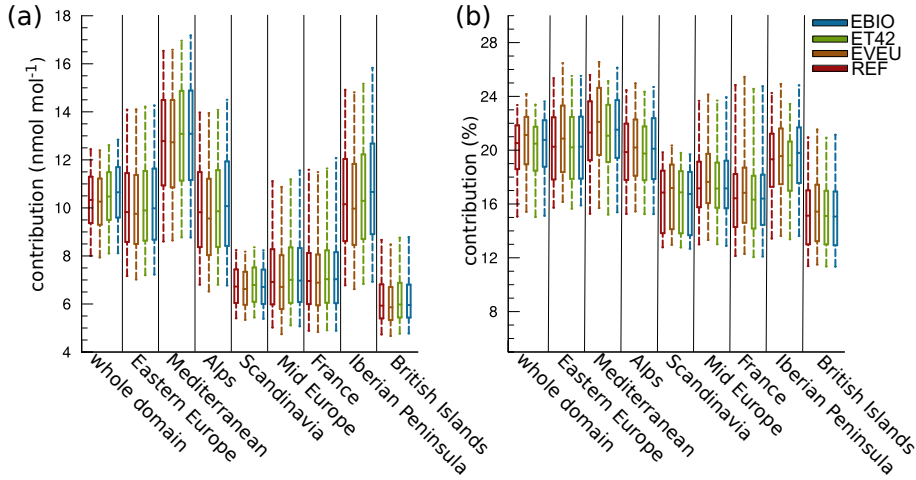 (a)
contribution (nmol mol⁻¹)
18
16
14
12
10
8
6
4
whole domain
Eastern Europe
Mediterranean
Alps
Scandinavia
Mid Europe
France
Iberian Peninsula
British Islands
(b)
contribution (%)
28
24
20
16
12
8
whole domain
Eastern Europe
Mediterranean
Alps
Scandinavia
Mid Europe
France
Iberian Peninsula
British Islands
EBIO
ET42
EVEU
REF